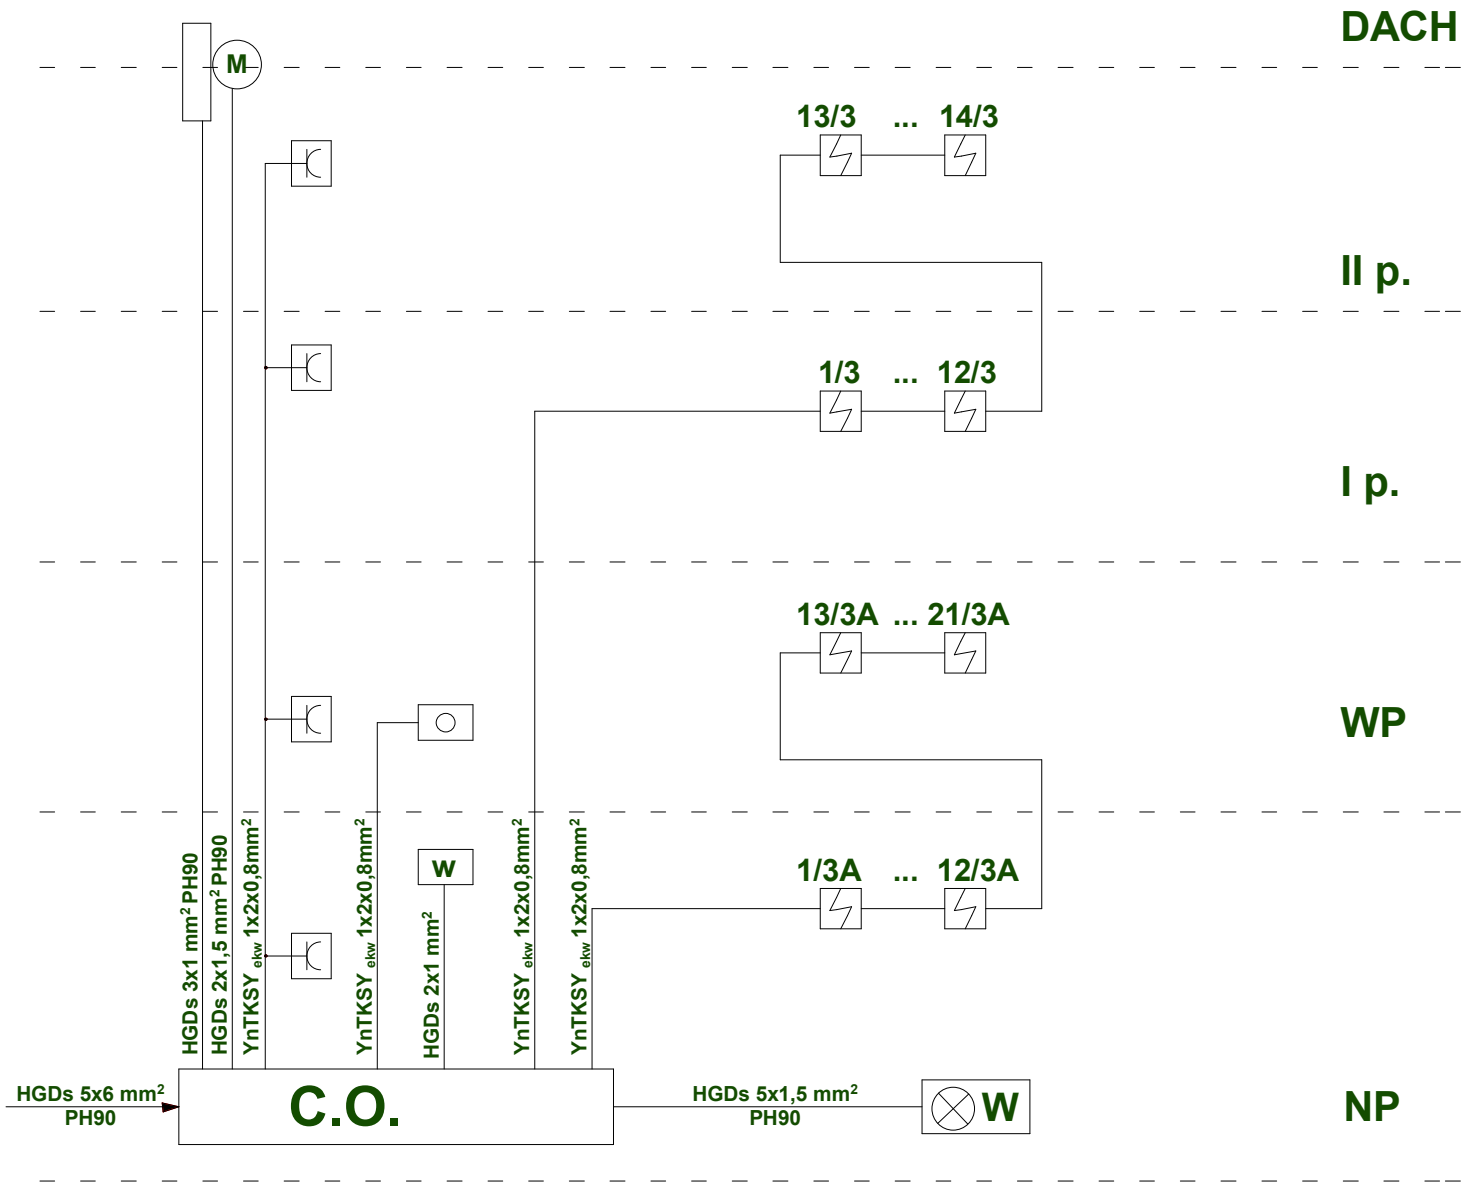 DACH
M
13/3 ... 14/3
II p.
1/3 ... 12/3
I p.
13/3A ... 21/3A
WP
HGDs 3x1 mm² PH90
HGDs 2x1,5 mm² PH90
YnTKSY ekw 1x2x0,8mm²
YnTKSY ekw 1x2x0,8mm²
W
HGDs 2x1 mm²
YnTKSY ekw 1x2x0,8mm²
YnTKSY ekw 1x2x0,8mm²
1/3A ... 12/3A
HGDs 5x6 mm²
PH90
C.O.
HGDs 5x1,5 mm²
PH90
W
NP